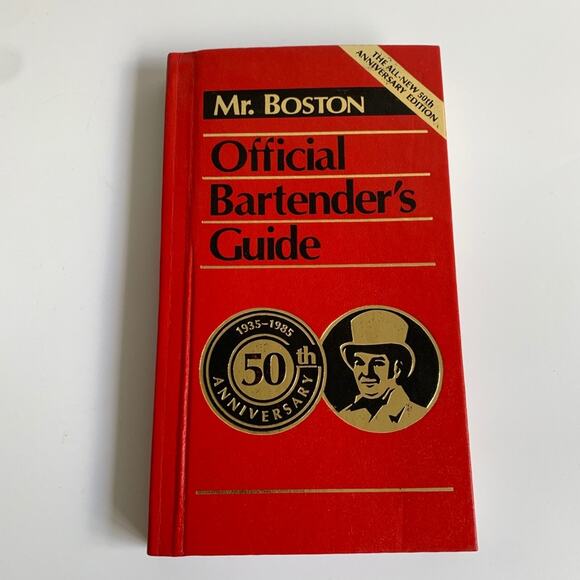 THE ALL-NEW 50th
ANNIVERSARY EDITION
Mr. BOSTON
Official
Bartender's
Guide
1935-1985
50th
ANNIVERSARY